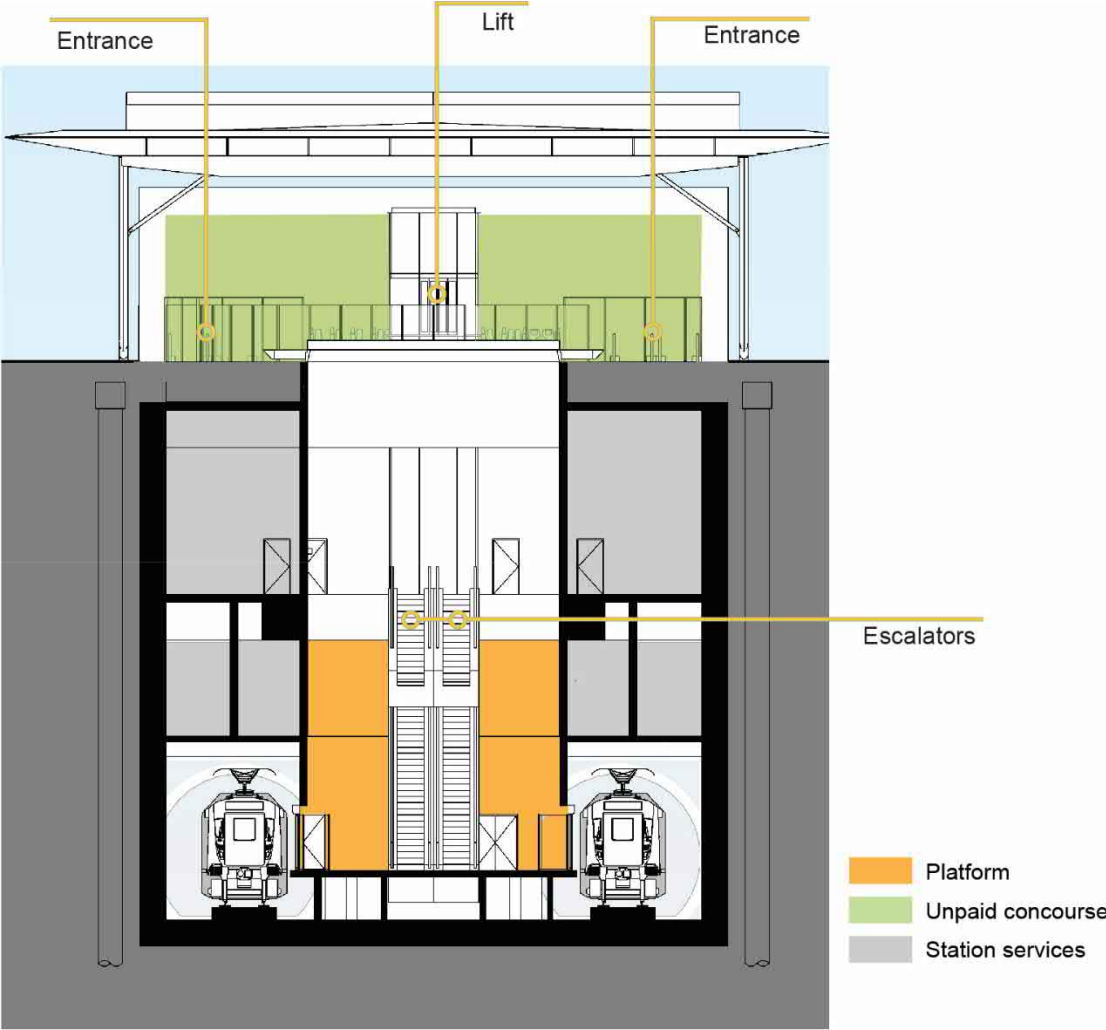 Lift
Entrance
Entrance
Escalators
Platform
Unpaid concourse
Station services